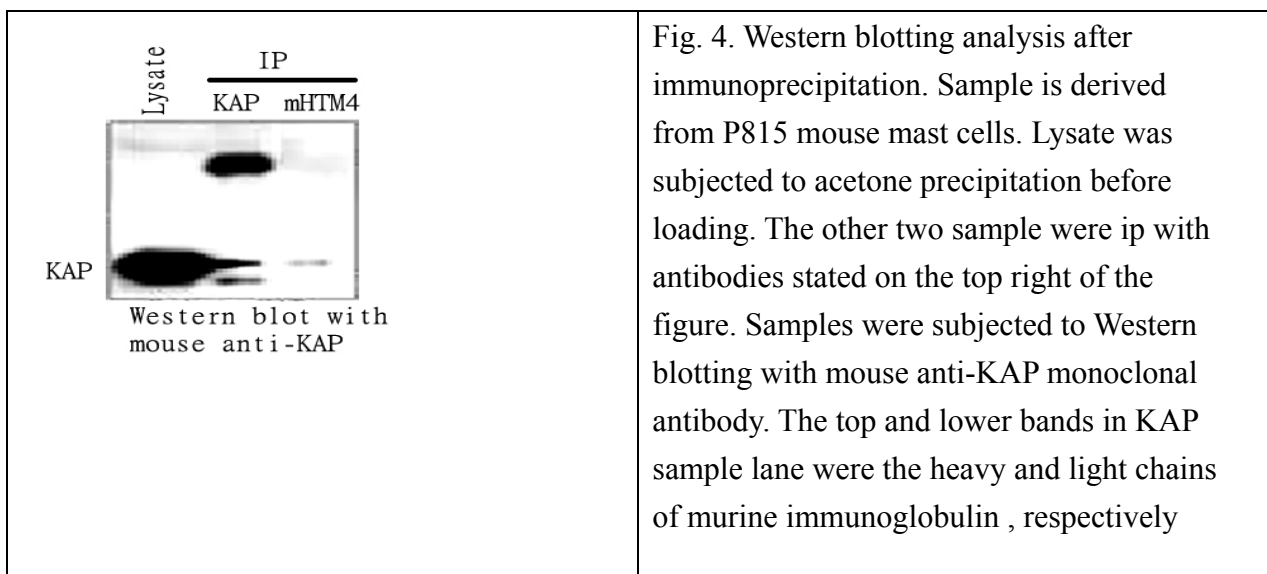 Lysate
IP
KAP mHTM4
KAP
Western blot with
mouse anti-KAP
Fig. 4. Western blotting analysis after
immunoprecipitation. Sample is derived
from P815 mouse mast cells. Lysate was
subjected to acetone precipitation before
loading. The other two sample were ip with
antibodies stated on the top right of the
figure. Samples were subjected to Western
blotting with mouse anti-KAP monoclonal
antibody. The top and lower bands in KAP
sample lane were the heavy and light chains
of murine immunoglobulin , respectively